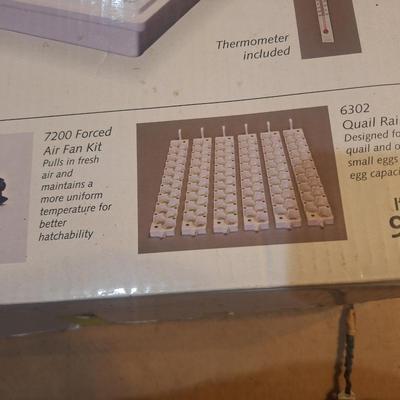 Thermometer
included
7200 Forced
Air Fan Kit
Pulls in fresh
air and
maintains a
more uniform
temperature for
better
hatchability
6302
Quail Rai
Designed fo
quail and o
small eggs
egg capaci